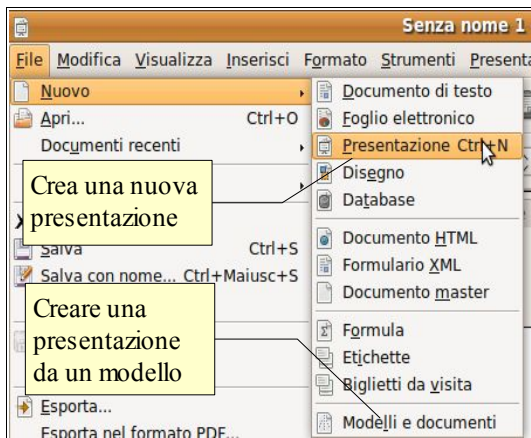 Senza nome 1
File Modifica Visualizza Inserisci Formato Strumenti
Nuovo
Apri... Ctrl+O
Documenti recenti
Crea una nuova
presentazione
Salva Ctrl+S
Salva con nome... Ctrl+Maiusc+S
Creare una
presentazione
da un modello
Esporta...
Esporta nel formato PDF...
Documento di testo
Foglio elettronico
Presentazione Ctrl+N
Disegno
Database
Documento HTML
Formulario XML
Documento master
Formula
Etichette
Biglietti da visita
Modelli e documenti